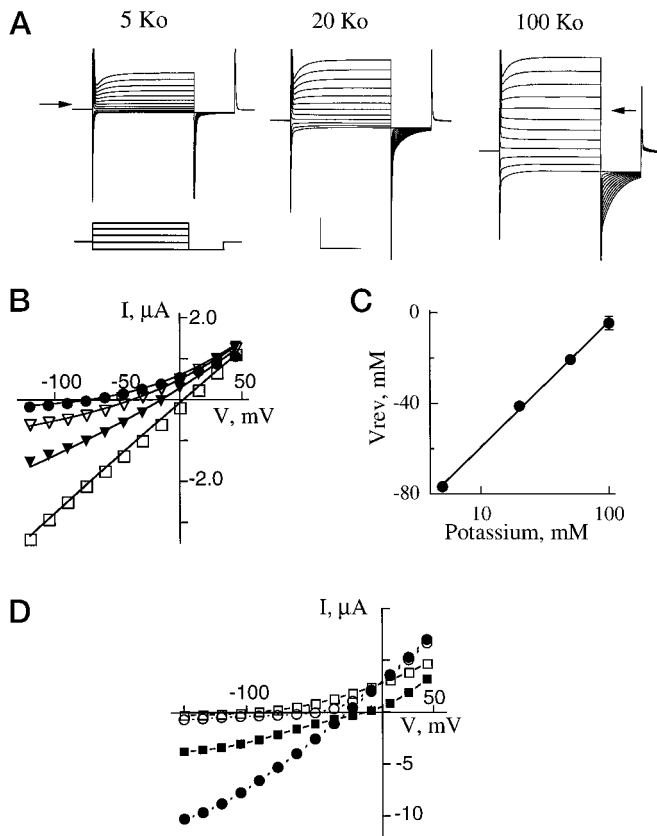 A
5 Ko
20 Ko
100 Ko
B
I, µA
2.0
-100
-50
50
V, mV
-2.0
C
0
-40
-80
Vrev, mM
10
100
Potassium, mM
D
I, µA
-100
50
V, mV
-5
-10